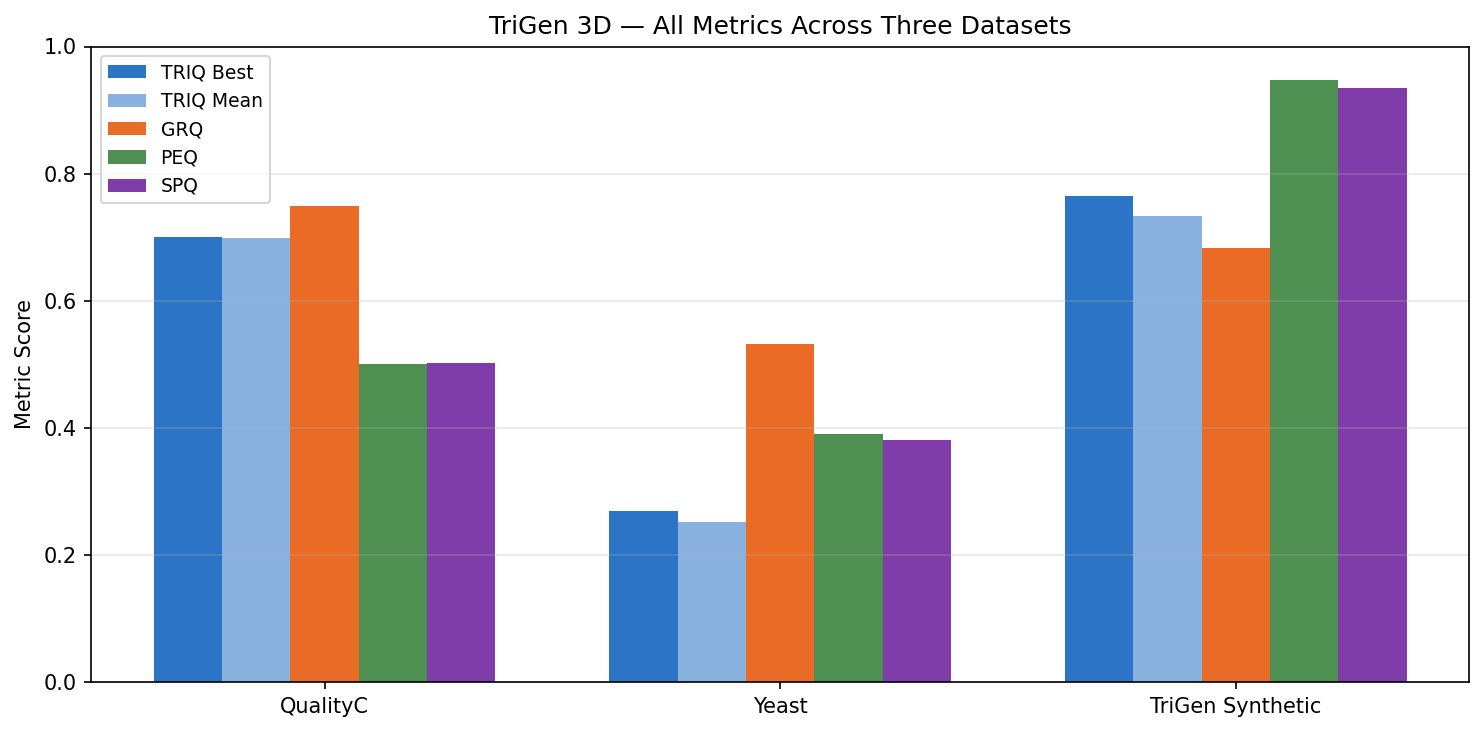 TriGen 3D — All Metrics Across Three Datasets
1.0
0.8
0.6
0.4
0.2
0.0
Metric Score
TRIQ Best
TRIQ Mean
GRQ
PEQ
SPQ
QualityC
Yeast
TriGen Synthetic